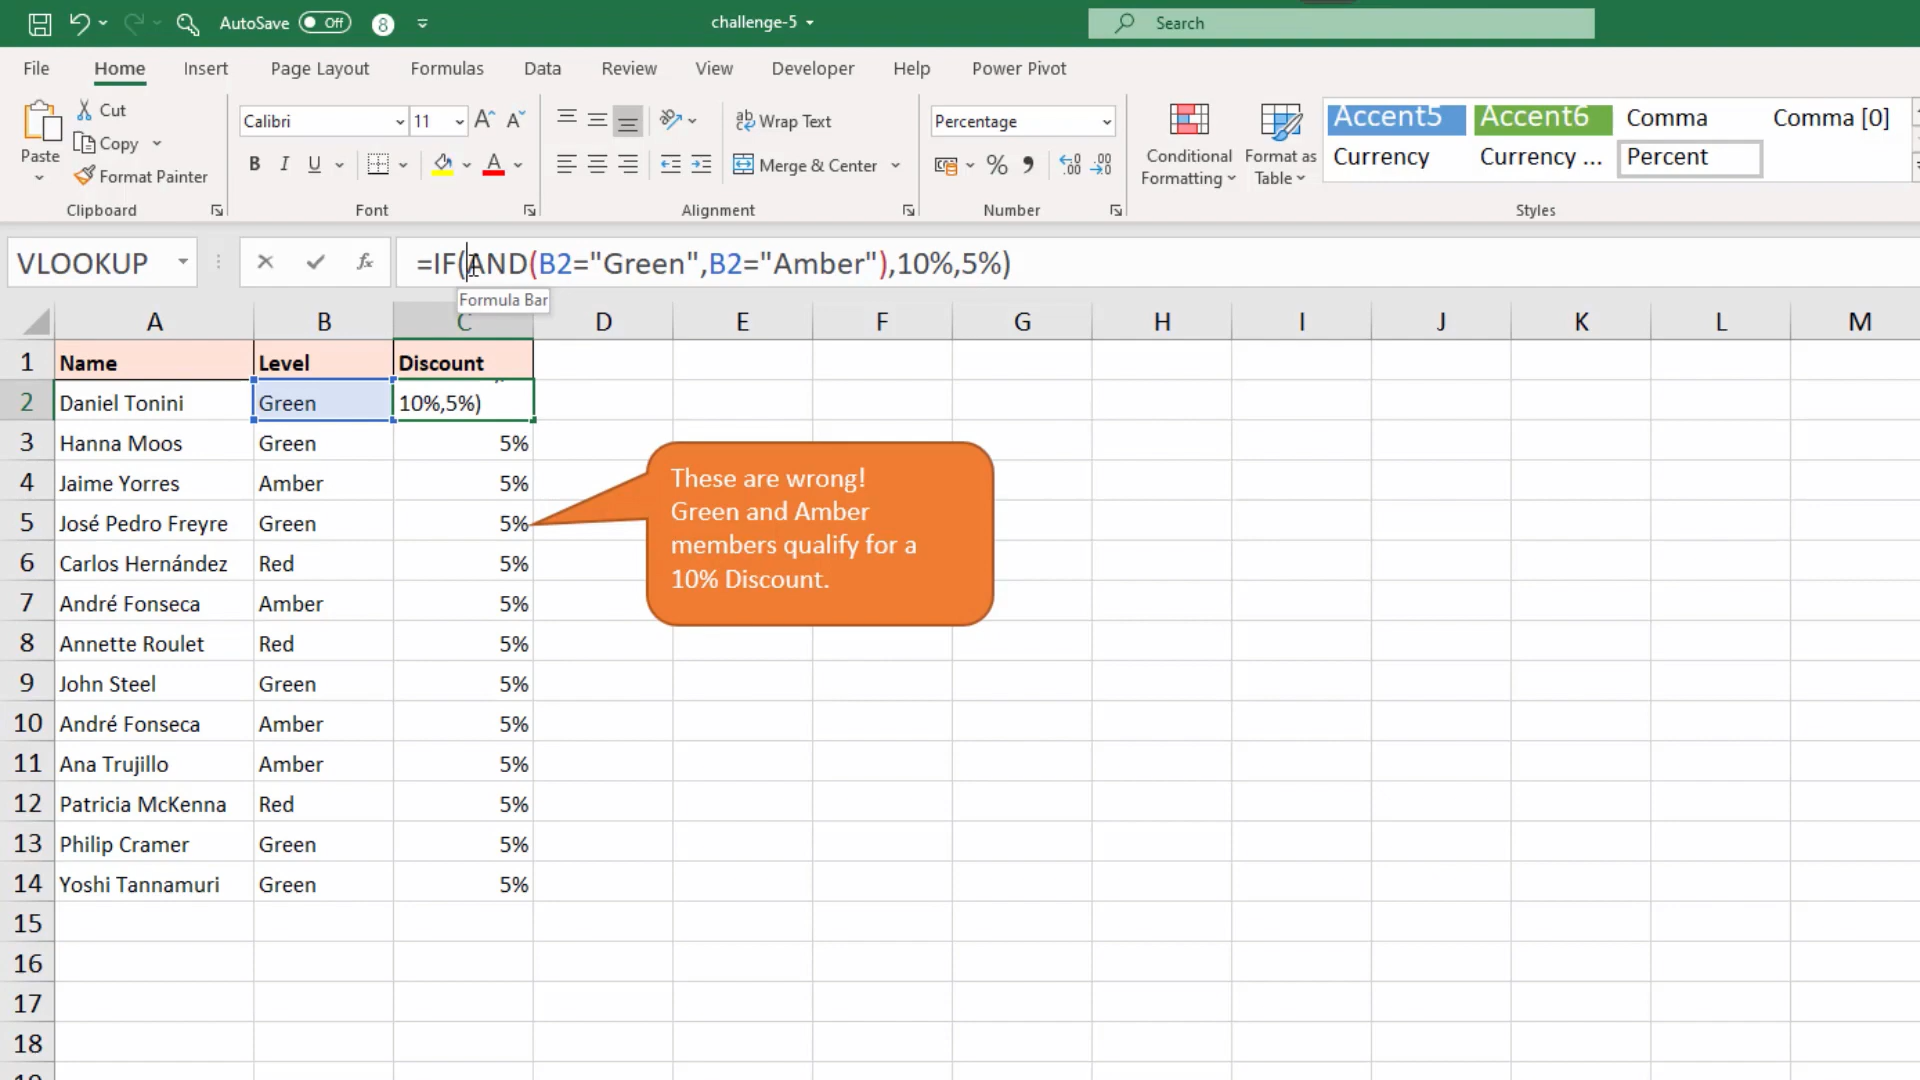 AutoSave Off 8 challenge-5 Search
File Home Insert Page Layout Formulas Data Review View Developer Help Power Pivot
Paste
Cut
Copy
Format Painter
Clipboard
Calibri 11 A A
B I U A
Font
Wrap Text
Merge & Center
Alignment
Percentage
% , .00 .00
Number
Conditional Formatting
Format as Table
Accent5 Accent6 Comma Comma [0]
Currency Currency ... Percent
Styles
VLOOKUP fx =IF(AND(B2="Green",B2="Amber"),10%,5%)
Formula Bar
A B C D E F G H I J K L M
1 Name Level Discount
2 Daniel Tonini Green 10%,5%)
3 Hanna Moos Green 5%
4 Jaime Yorres Amber 5%
5 José Pedro Freyre Green 5%
6 Carlos Hernández Red 5%
7 André Fonseca Amber 5%
8 Annette Roulet Red 5%
9 John Steel Green 5%
10 André Fonseca Amber 5%
11 Ana Trujillo Amber 5%
12 Patricia McKenna Red 5%
13 Philip Cramer Green 5%
14 Yoshi Tannamuri Green 5%
15
16
17
18
These are wrong!
Green and Amber
members qualify for a
10% Discount.